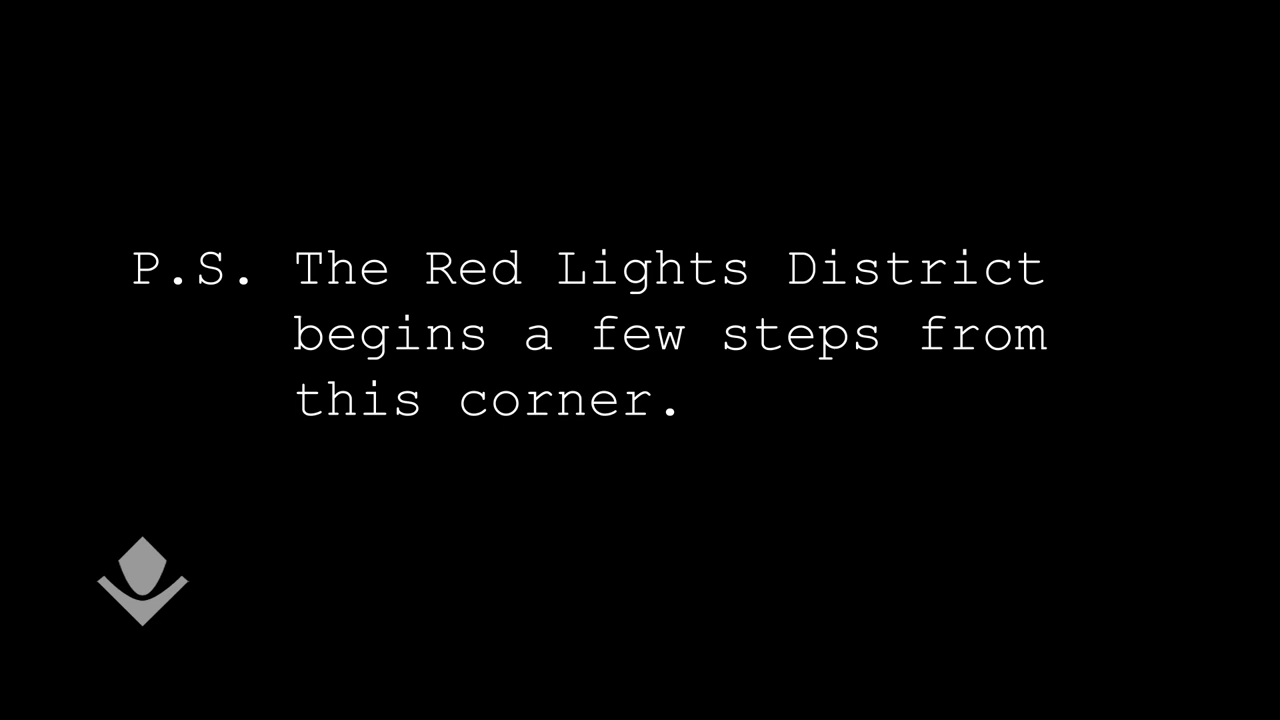 P.S. The Red Lights District
begins a few steps from
this corner.